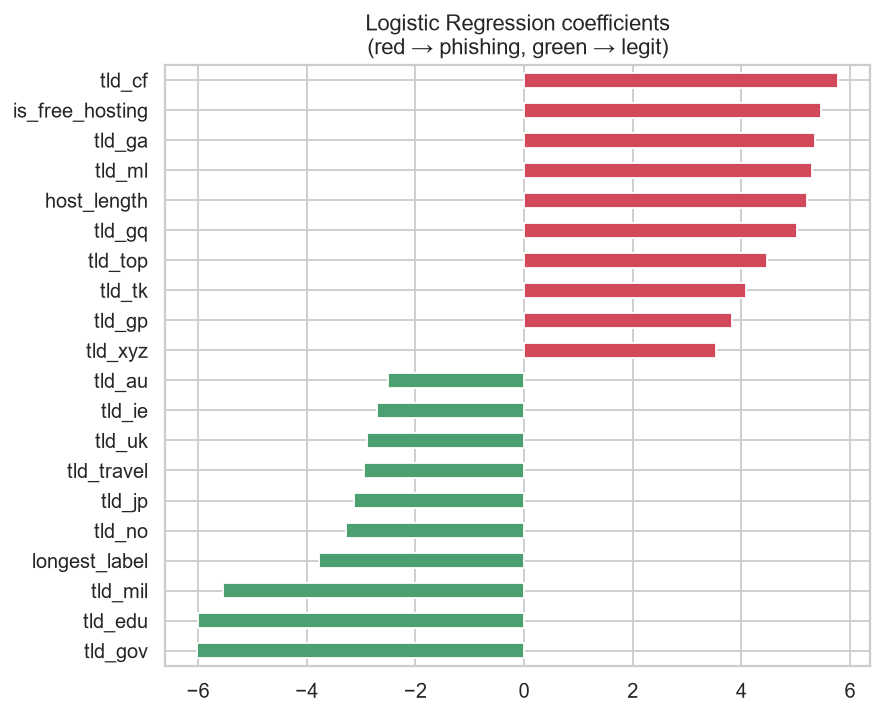 Logistic Regression coefficients
(red → phishing, green → legit)
tld_cf
is_free_hosting
tld_ga
tld_ml
host_length
tld_gq
tld_top
tld_tk
tld_gp
tld_xyz
tld_au
tld_ie
tld_uk
tld_travel
tld_jp
tld_no
longest_label
tld_mil
tld_edu
tld_gov
−6 −4 −2 0 2 4 6